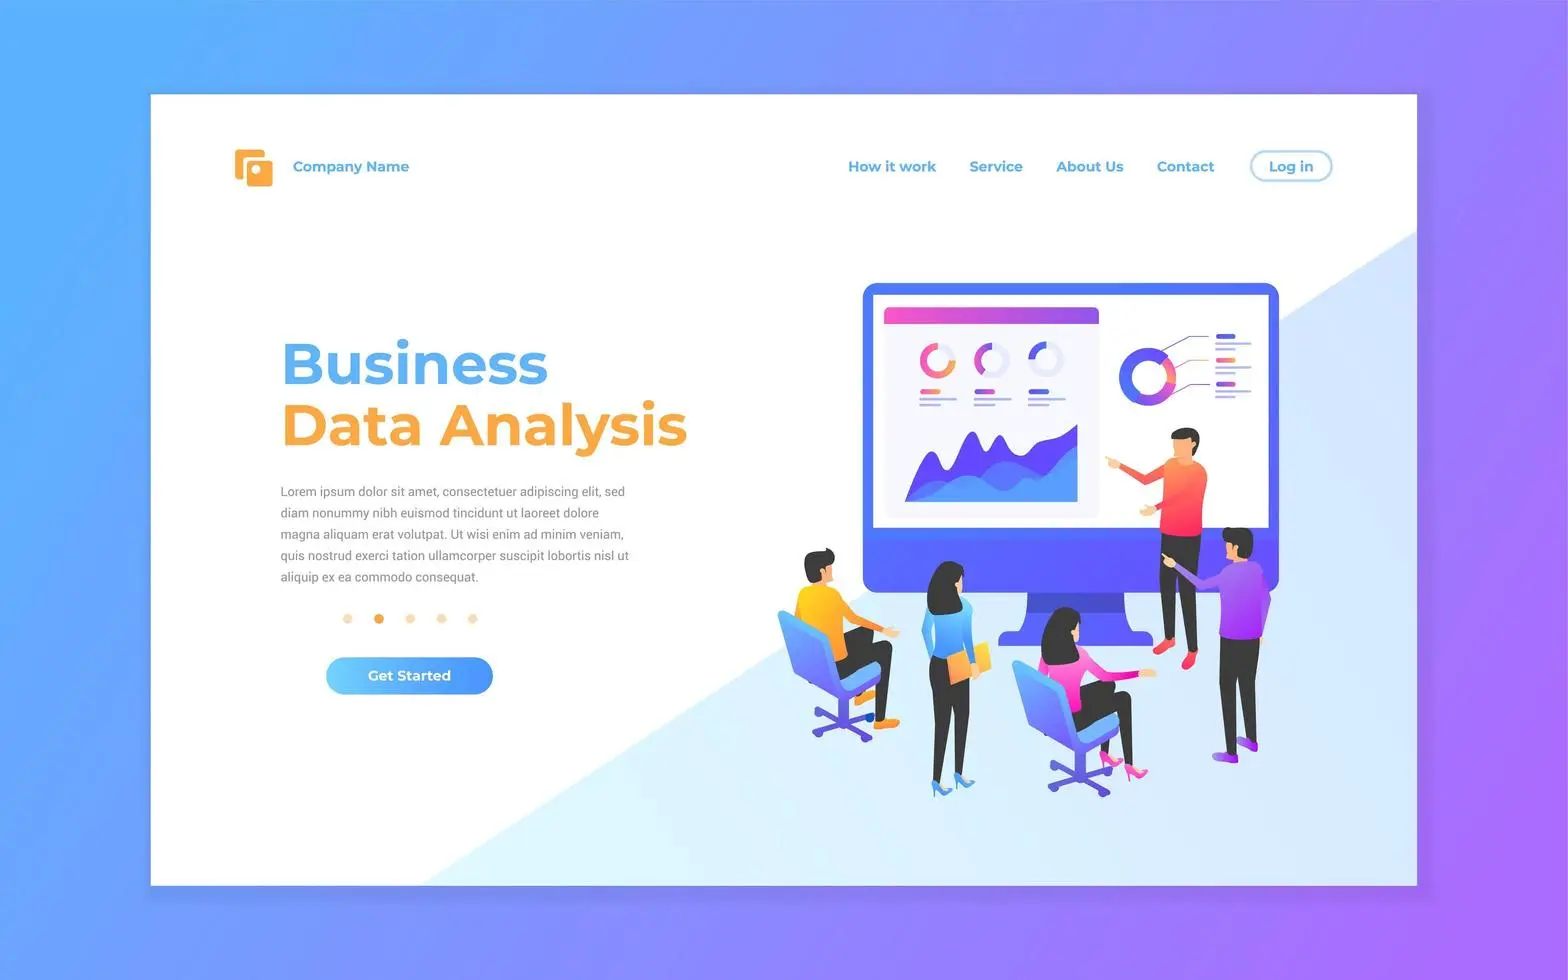 Company Name
How it work
Service
About Us
Contact
Log in
Business
Data Analysis
Lorem ipsum dolor sit amet, consectetuer adipiscing elit, sed
diam nonummy nibh euismod tincidunt ut laoreet dolore
magna aliquam erat volutpat. Ut wisi enim ad minim veniam,
quis nostrud exerci tation ullamcorper suscipit lobortis nisl ut
aliquip ex ea commodo consequat.
Get Started